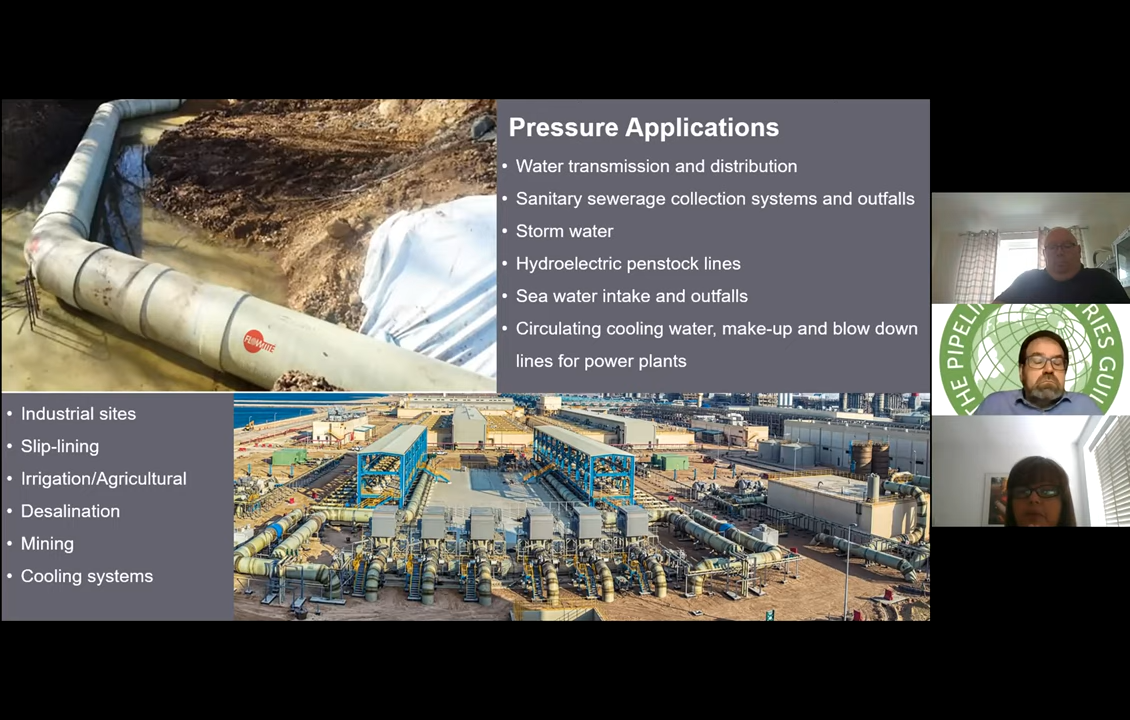 Pressure Applications
• Water transmission and distribution
• Sanitary sewerage collection systems and outfalls
• Storm water
• Hydroelectric penstock lines
• Sea water intake and outfalls
• Circulating cooling water, make-up and blow down
lines for power plants
FLOWTITE
• Industrial sites
• Slip-lining
• Irrigation/Agricultural
• Desalination
• Mining
• Cooling systems
THE PIPELIN
RIES GUI